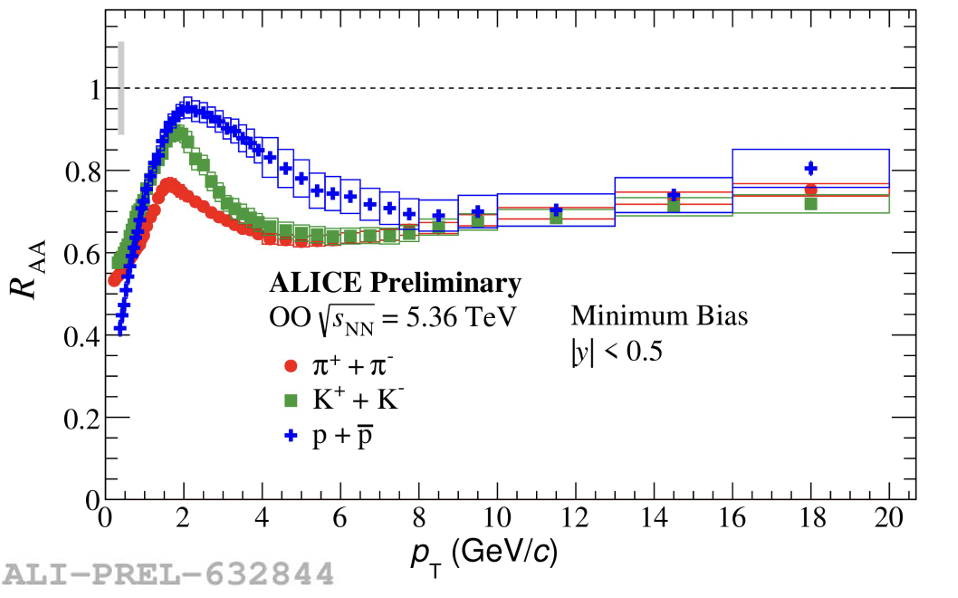 1
0.8
0.6
0.4
0.2
0
R_AA
ALICE Preliminary
OO √s_NN = 5.36 TeV
Minimum Bias
|y| < 0.5
π⁺ + π⁻
K⁺ + K⁻
p + p̅
0 2 4 6 8 10 12 14 16 18 20
p_T (GeV/c)
ALI-PREL-632844